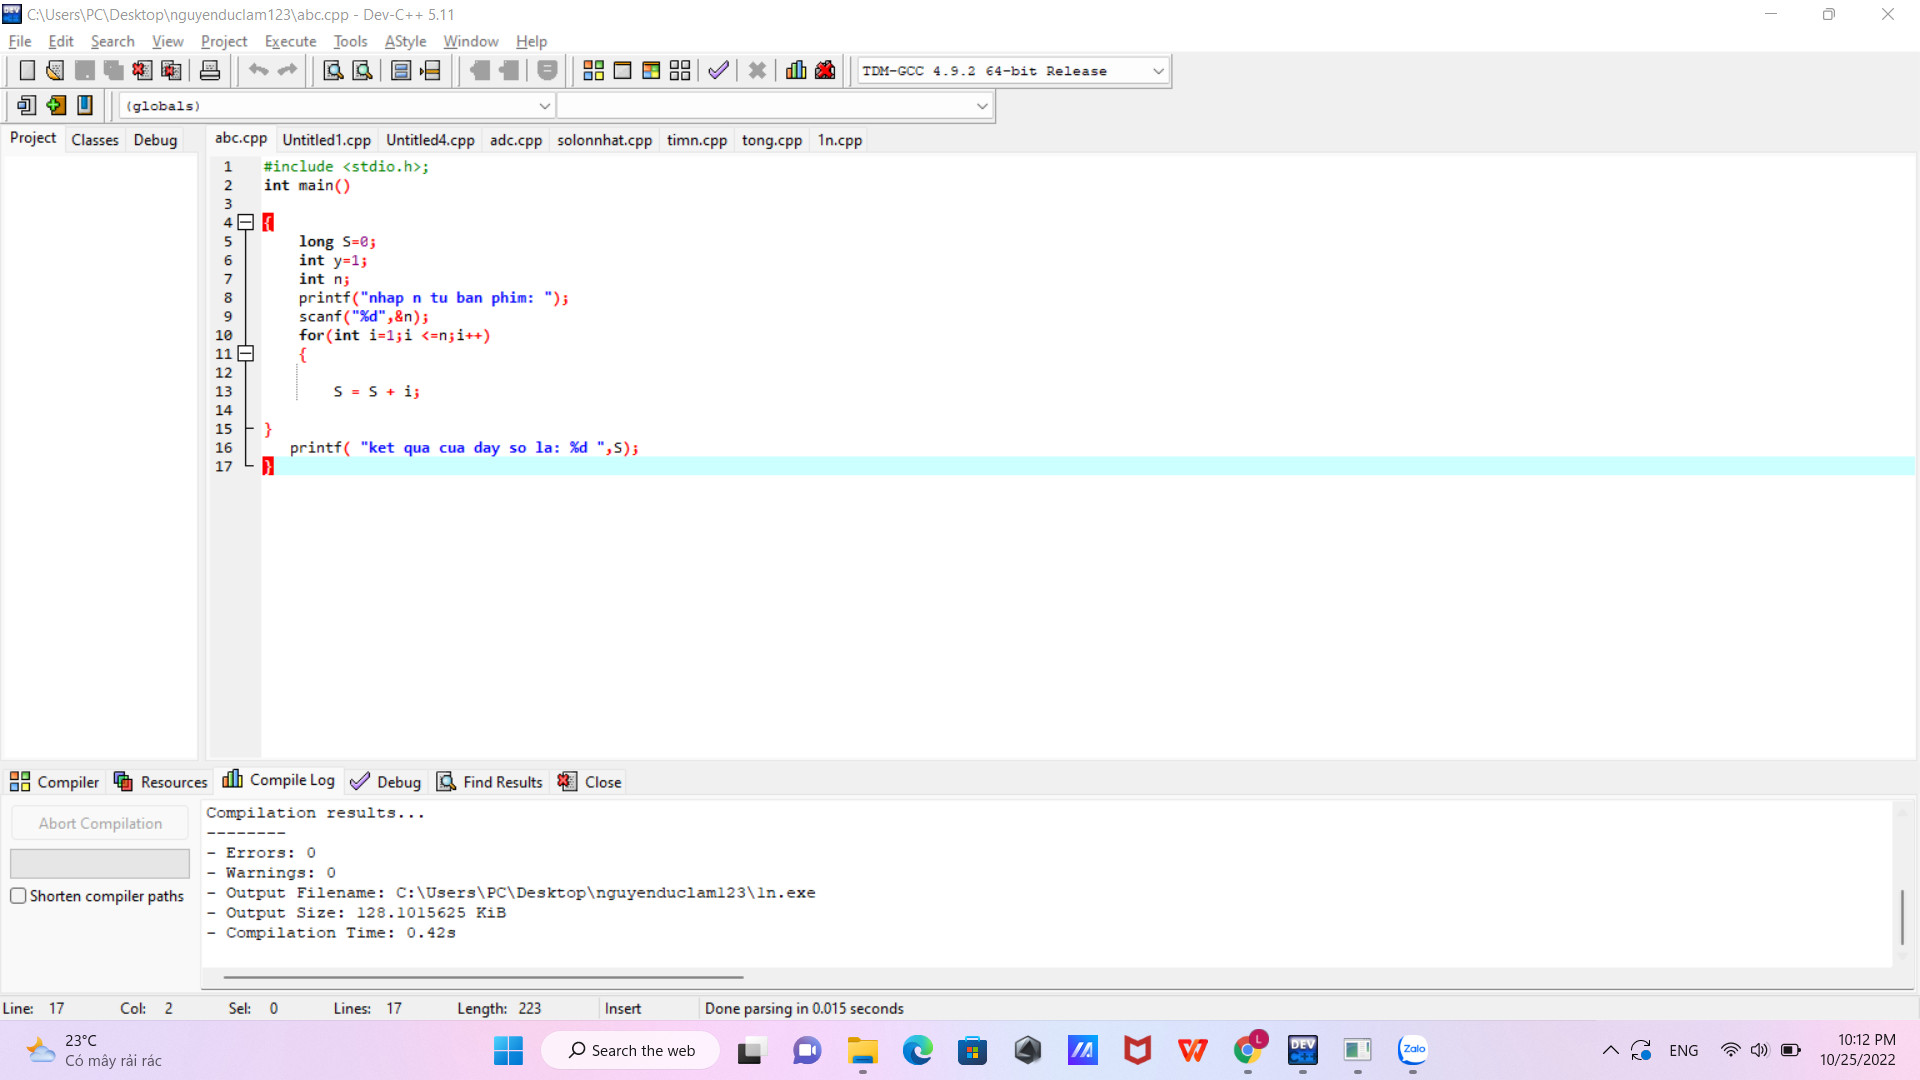 C:\Users\PC\Desktop\nguyenduclam123\abc.cpp - Dev-C++ 5.11
File Edit Search View Project Execute Tools AStyle Window Help
TDM-GCC 4.9.2 64-bit Release
(globals)
Project Classes Debug
abc.cpp Untitled1.cpp Untitled4.cpp adc.cpp solonnhat.cpp timn.cpp tong.cpp 1n.cpp
1 #include <stdio.h>;
2 int main()
3
4 {
5 long S=0;
6 int y=1;
7 int n;
8 printf("nhap n tu ban phim: ");
9 scanf("%d",&n);
10 for(int i=1;i <=n;i++)
11 {
12
13 S = S + i;
14
15 }
16 printf( "ket qua cua day so la: %d ",S);
17 }
Compiler Resources Compile Log Debug Find Results Close
Abort Compilation
Shorten compiler paths
Compilation results...
--------
- Errors: 0
- Warnings: 0
- Output Filename: C:\Users\PC\Desktop\nguyenduclam123\1n.exe
- Output Size: 128.1015625 KiB
- Compilation Time: 0.42s
Line: 17 Col: 2 Sel: 0 Lines: 17 Length: 223 Insert Done parsing in 0.015 seconds
23°C
Có mây rải rác
Search the web
L
DEV
C++
Zalo
ENG
10:12 PM
10/25/2022